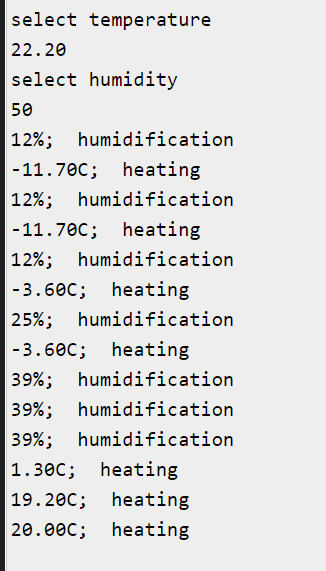 select temperature
22.20
select humidity
50
12%;  humidification
-11.70C;  heating
12%;  humidification
-11.70C;  heating
12%;  humidification
-3.60C;  heating
25%;  humidification
-3.60C;  heating
39%;  humidification
39%;  humidification
39%;  humidification
1.30C;  heating
19.20C;  heating
20.00C;  heating